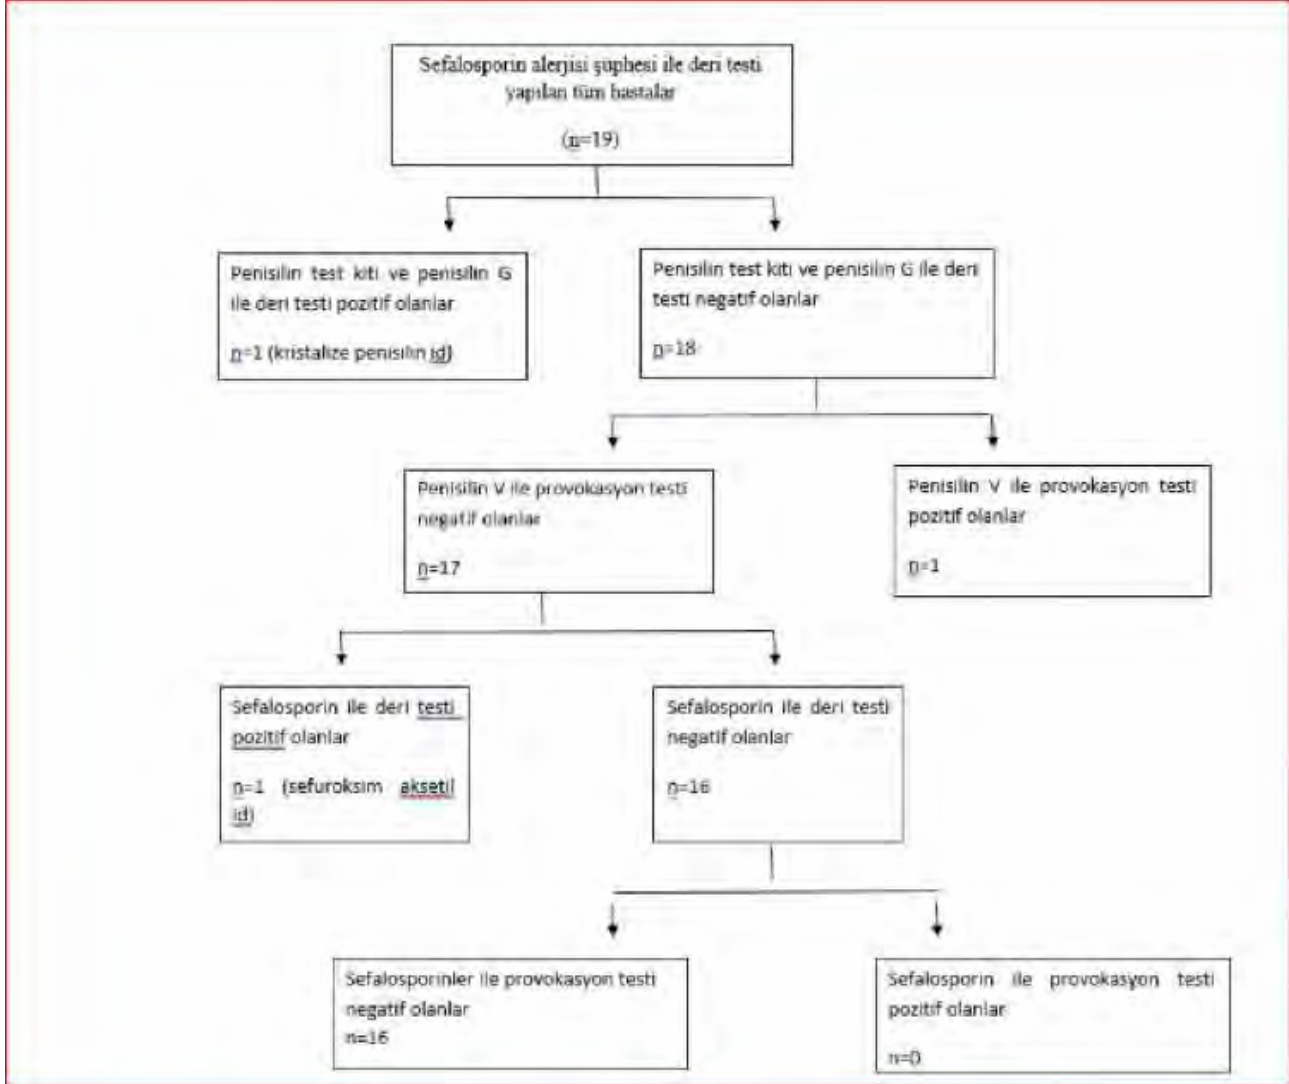 Sefalosporin alerjisi şüphesi ile deri testi
yapılan tüm hastalar
(n=19)
Penisilin test kiti ve penisilin G
ile deri testi pozitif olanlar
n=1 (kristalize penisilin id)
Penisilin test kiti ve penisilin G ile deri
testi negatif olanlar
n=18
Penisilin V ile provokasyon testi
negatif olanlar
n=17
Penisilin V ile provokasyon testi
pozitif olanlar
n=1
Sefalosporin ile deri testi
pozitif olanlar
n=1 (sefuroksim aksetil
id)
Sefalosporin ile deri testi
negatif olanlar
n=16
Sefalosporinler ile provokasyon testi
negatif olanlar
n=16
Sefalosporin ile provokasyon testi
pozitif olanlar
n=0